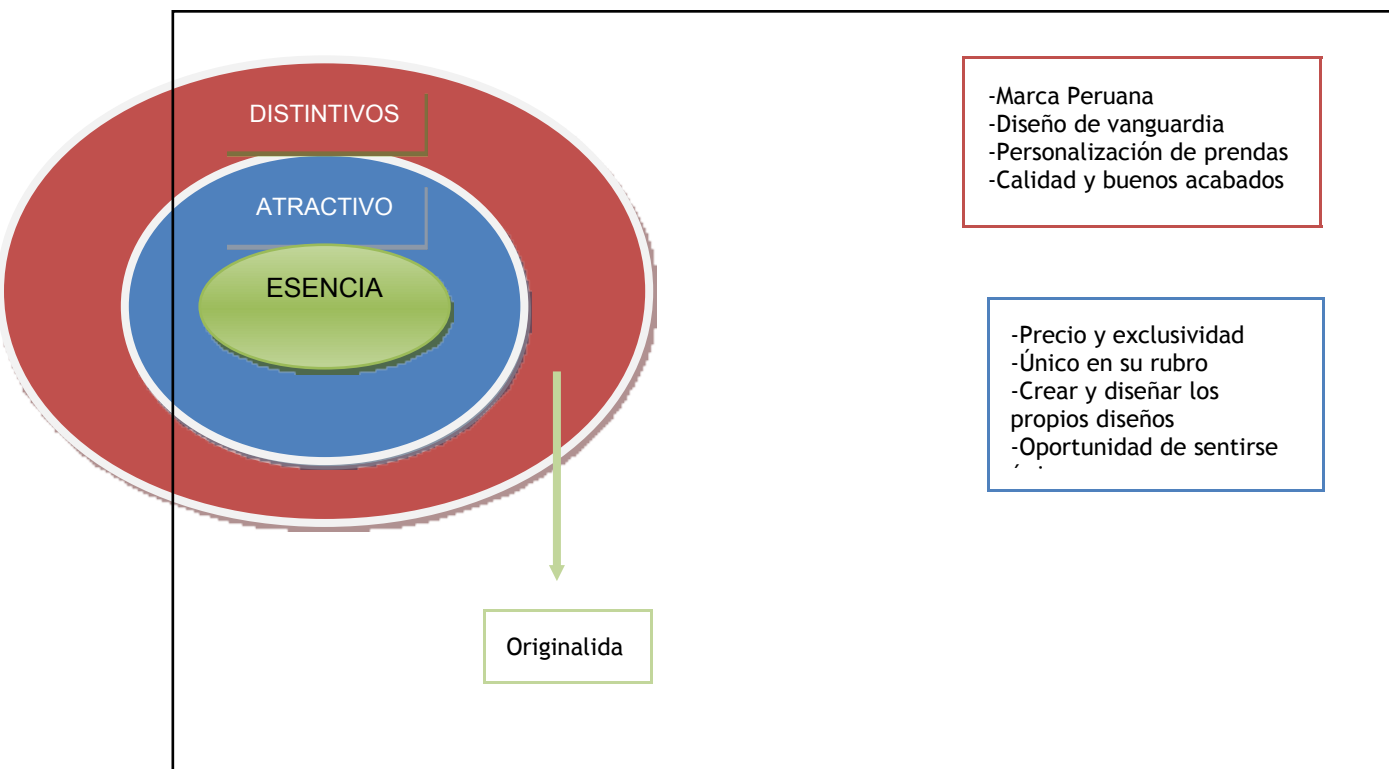 DISTINTIVOS
ATRACTIVO
ESENCIA
-Marca Peruana
-Diseño de vanguardia
-Personalización de prendas
-Calidad y buenos acabados
-Precio y exclusividad
-Único en su rubro
-Crear y diseñar los
propios diseños
-Oportunidad de sentirse
Originalida